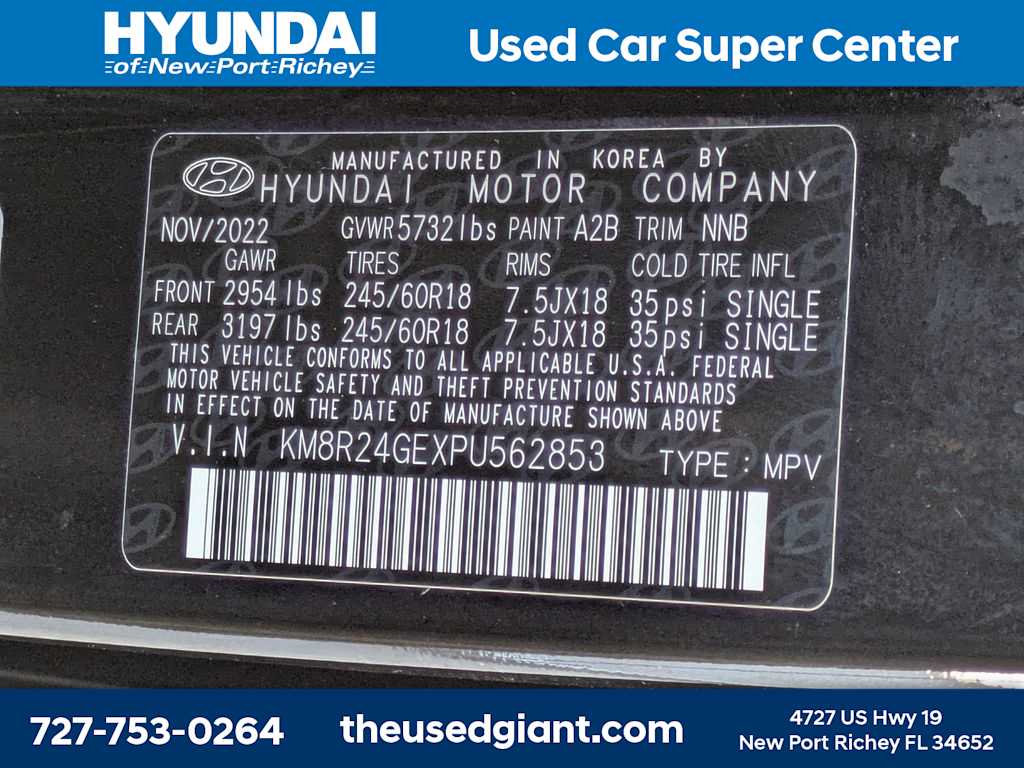 HYUNDAI
of New Port Richey
Used Car Super Center
MANUFACTURED IN KOREA BY
HYUNDAI MOTOR COMPANY
NOV/2022 GVWR 5732 lbs PAINT A2B TRIM NNB
GAWR TIRES RIMS COLD TIRE INFL
FRONT 2954 lbs 245/60R18 7.5JX18 35psi SINGLE
REAR 3197 lbs 245/60R18 7.5JX18 35psi SINGLE
THIS VEHICLE CONFORMS TO ALL APPLICABLE U.S.A. FEDERAL
MOTOR VEHICLE SAFETY AND THEFT PREVENTION STANDARDS
IN EFFECT ON THE DATE OF MANUFACTURE SHOWN ABOVE
V.I.N KM8R24GEXPU562853 TYPE : MPV
727-753-0264
theusedgiant.com
4727 US Hwy 19
New Port Richey FL 34652